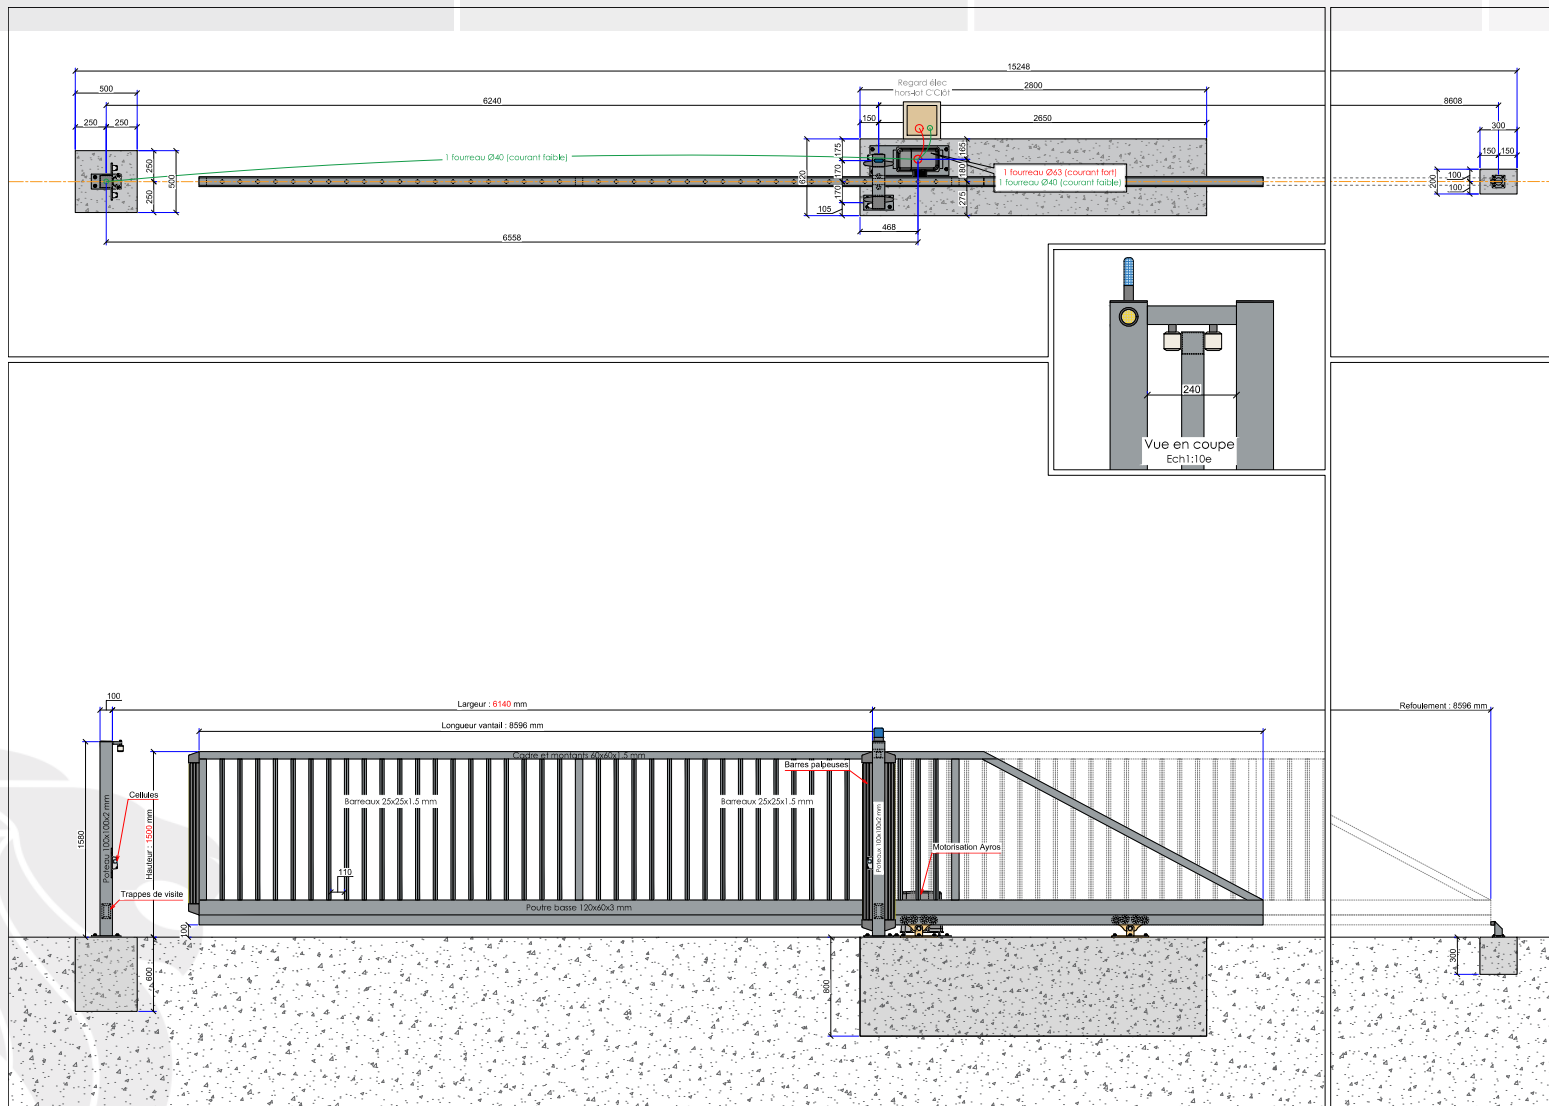 15248
500
Regard élec
hors-lot C'Clôt
2800
6240
8608
250
250
150
2650
300
150
150
1 fourreau Ø40 (courant faible)
250
250
500
175
170
170
105
620
165
180
275
1 fourreau Ø63 (courant fort)
1 fourreau Ø40 (courant faible)
200
100
100
468
6558
240
Vue en coupe
Ech1:10e
100
Largeur : 6140 mm
Refoulement : 8596 mm
Longueur vantail : 8596 mm
Cadre et montants 60x60x1.5 mm
Barres palpeuses
Cellules
Barreaux 25x25x1.5 mm
Barreaux 25x25x1.5 mm
1580
Poteau 100x100x2 mm
Hauteur : 1500 mm
Poteaux 100x100x2 mm
Motorisation Ayros
110
Trappes de visite
Poutre basse 120x60x3 mm
100
600
800
300